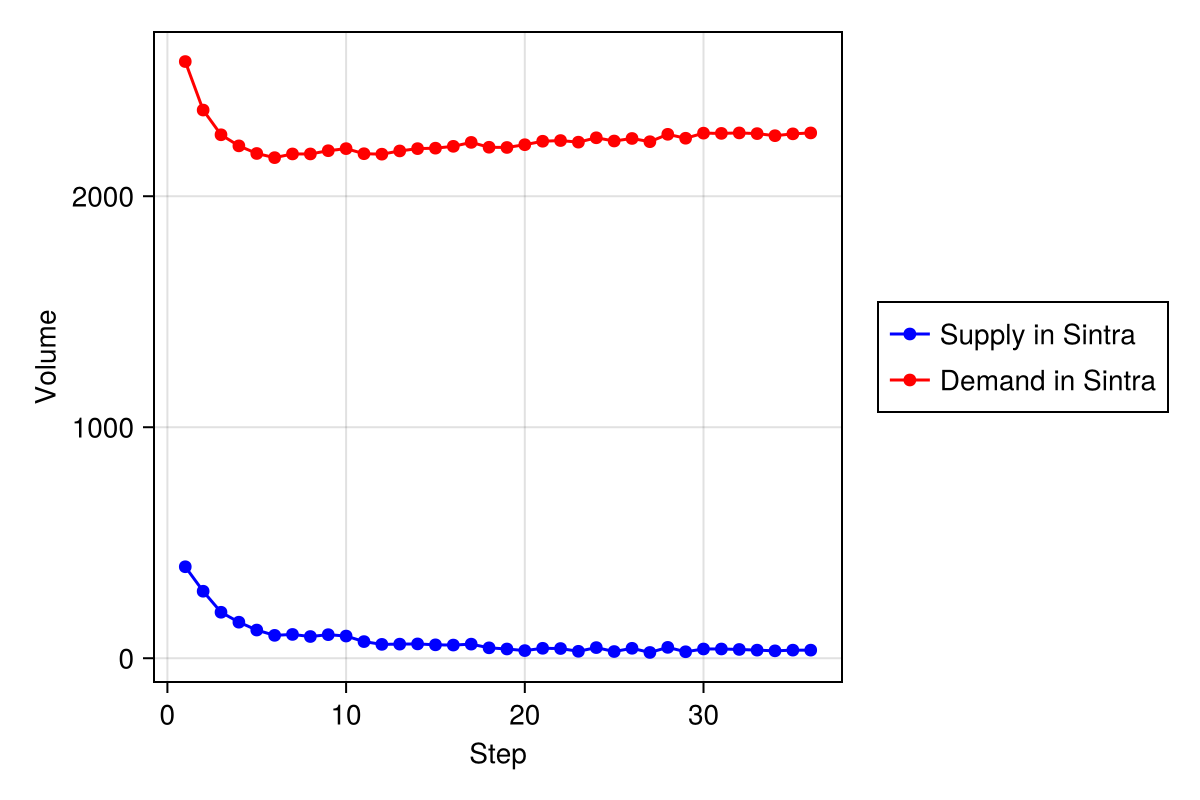 2000
1000
0
Volume
0 10 20 30
Step
Supply in Sintra
Demand in Sintra